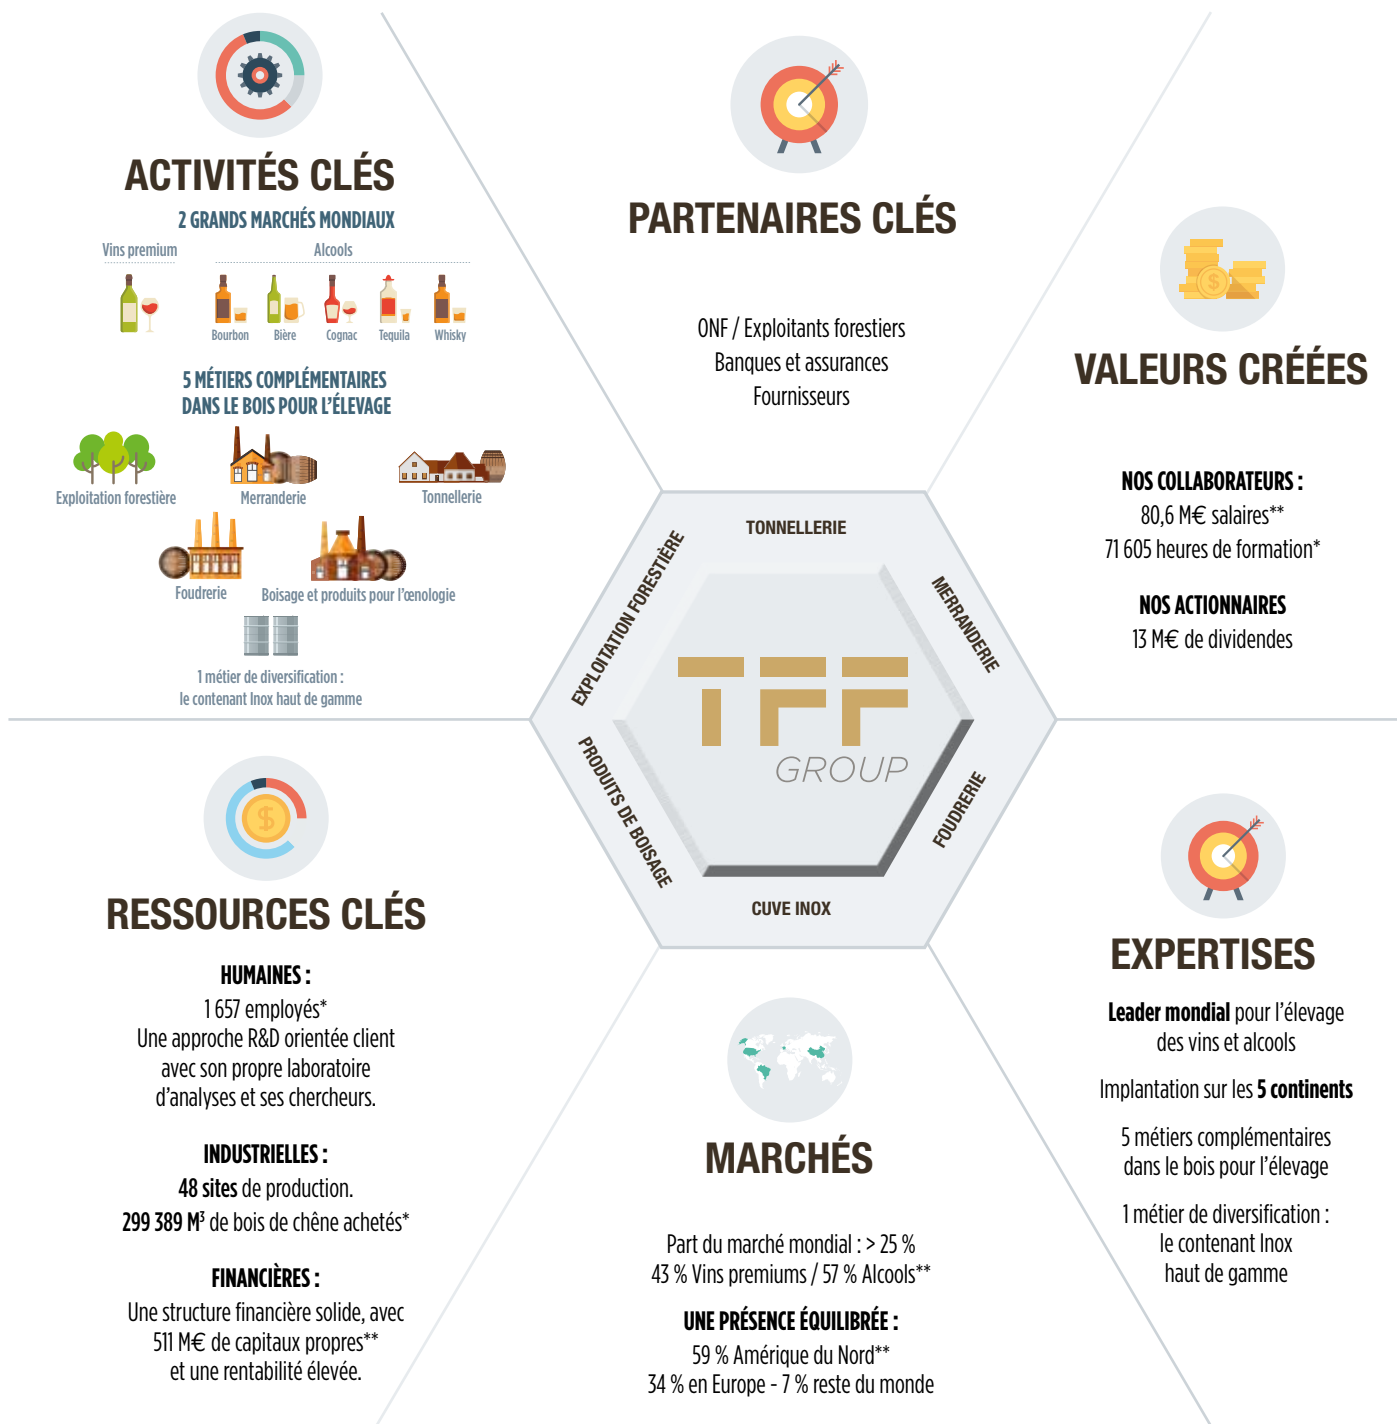 ACTIVITÉS CLÉS
2 GRANDS MARCHÉS MONDIAUX
Vins premium
Alcools
Bourbon
Bière
Cognac
Tequila
Whisky
5 MÉTIERS COMPLÉMENTAIRES
DANS LE BOIS POUR L’ÉLEVAGE
Exploitation forestière
Merranderie
Tonnellerie
Foudrerie
Boisage et produits pour l’œnologie
1 métier de diversification :
le contenant Inox haut de gamme
PARTENAIRES CLÉS
ONF / Exploitants forestiers
Banques et assurances
Fournisseurs
VALEURS CRÉÉES
NOS COLLABORATEURS :
80,6 M€ salaires**
71 605 heures de formation*
NOS ACTIONNAIRES
13 M€ de dividendes
TONNELLERIE
MERRANDERIE
FOUDRERIE
CUVE INOX
PRODUITS DE BOISAGE
EXPLOITATION FORESTIÈRE
TFF
GROUP
RESSOURCES CLÉS
HUMAINES :
1 657 employés*
Une approche R&D orientée client
avec son propre laboratoire
d’analyses et ses chercheurs.
INDUSTRIELLES :
48 sites de production.
299 389 M³ de bois de chêne achetés*
FINANCIÈRES :
Une structure financière solide, avec
511 M€ de capitaux propres**
et une rentabilité élevée.
MARCHÉS
Part du marché mondial : > 25 %
43 % Vins premiums / 57 % Alcools**
UNE PRÉSENCE ÉQUILIBRÉE :
59 % Amérique du Nord**
34 % en Europe - 7 % reste du monde
EXPERTISES
Leader mondial pour l’élevage
des vins et alcools
Implantation sur les 5 continents
5 métiers complémentaires
dans le bois pour l’élevage
1 métier de diversification :
le contenant Inox
haut de gamme